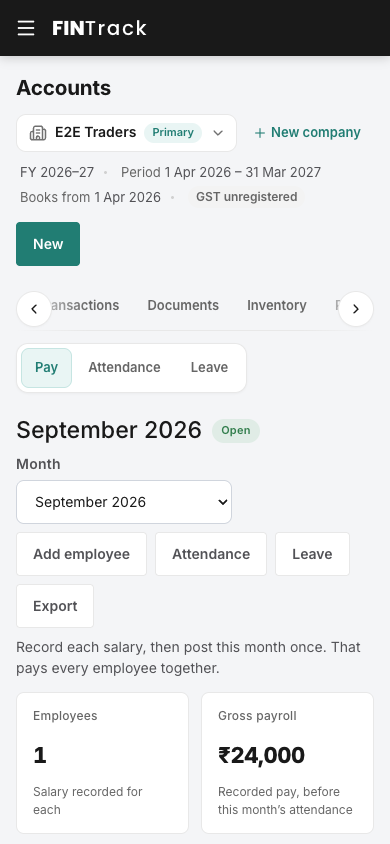 FINTrack
Accounts
E2E Traders Primary
+ New company
FY 2026–27 • Period 1 Apr 2026 – 31 Mar 2027
Books from 1 Apr 2026 • GST unregistered
New
ansactions Documents Inventory
Pay Attendance Leave
September 2026 Open
Month
September 2026
Add employee Attendance Leave
Export
Record each salary, then post this month once. That
pays every employee together.
Employees
1
Salary recorded for
each
Gross payroll
₹24,000
Recorded pay, before
this month’s attendance